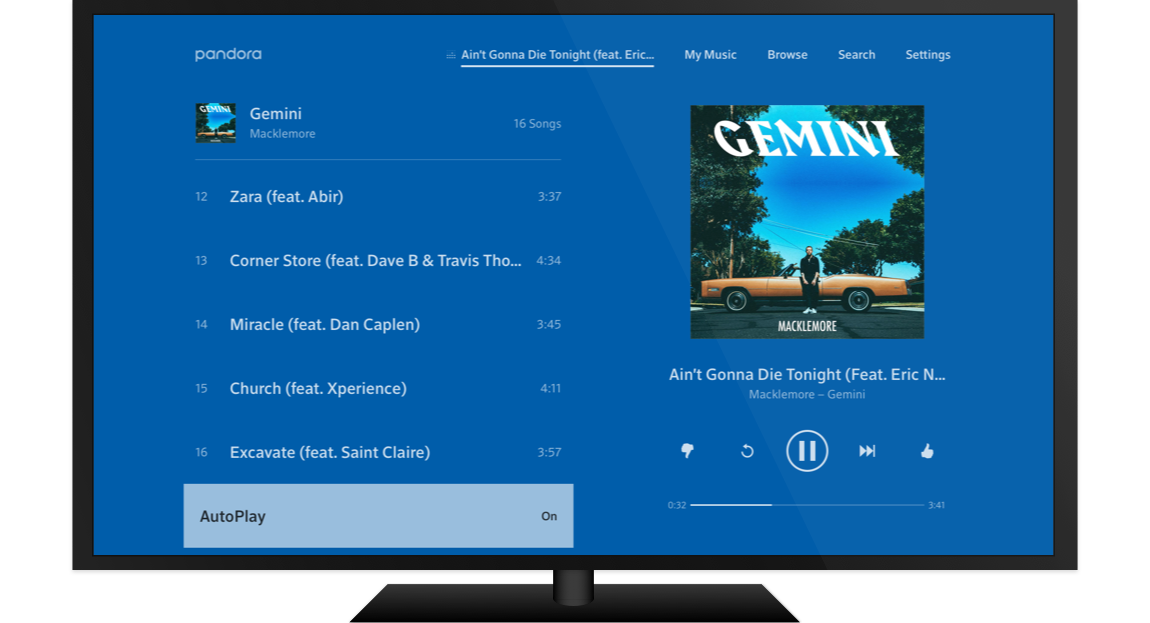 pandora
Ain't Gonna Die Tonight (feat. Eric...
My Music
Browse
Search
Settings
GEMINI
Gemini
Macklemore
16 Songs
12 Zara (feat. Abir) 3:37
13 Corner Store (feat. Dave B & Travis Tho... 4:34
14 Miracle (feat. Dan Caplen) 3:45
15 Church (feat. Xperience) 4:11
16 Excavate (feat. Saint Claire) 3:57
AutoPlay On
GEMINI
MACKLEMORE
Ain't Gonna Die Tonight (Feat. Eric N...
Macklemore – Gemini
0:32 3:41